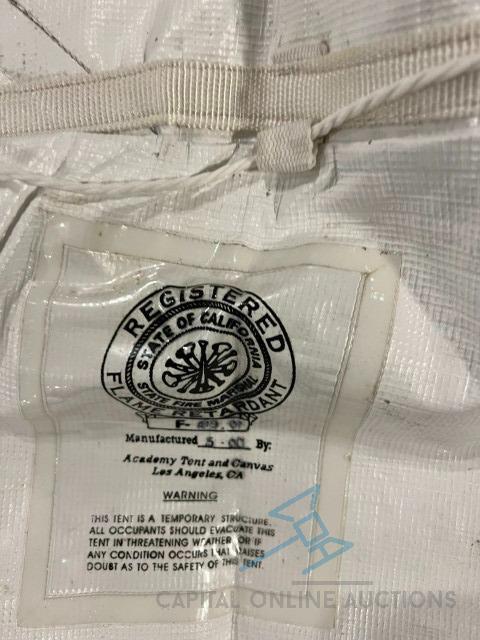 REGISTERED
STATE OF CALIFORNIA
STATE FIRE MARSHAL
FLAME RETARDANT
F-
Manufactured 5-00 By:
Academy Tent and Canvas
Los Angeles, CA
WARNING
THIS TENT IS A TEMPORARY STRUCTURE.
ALL OCCUPANTS SHOULD EVACUATE THIS
TENT IN THREATENING WEATHER OR IF
ANY CONDITION OCCURS THAT RAISES
DOUBT AS TO THE SAFETY OF THIS TENT.
CAPITAL ONLINE AUCTIONS